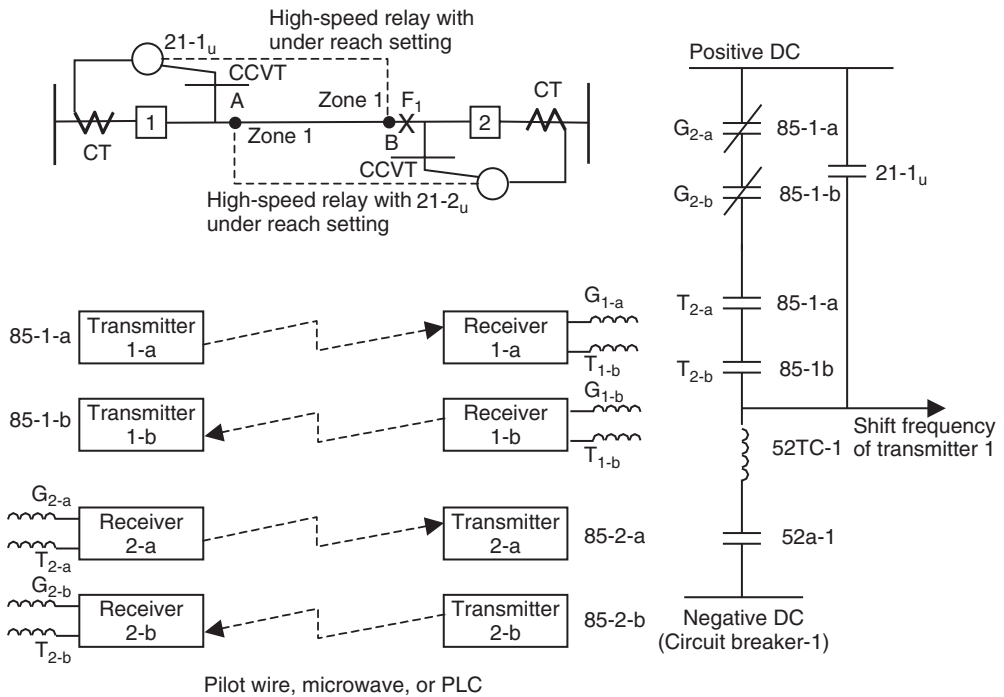 High-speed relay with
under reach setting
21-1u
CCVT
A
Zone 1
F1
CT
1
2
CT
Zone 1
B
CCVT
High-speed relay with 21-2u
under reach setting
85-1-a
Transmitter
1-a
Receiver
1-a
G1-a
T1-b
85-1-b
Transmitter
1-b
Receiver
1-b
G1-b
T1-b
G2-a
T2-a
Receiver
2-a
Transmitter
2-a
85-2-a
G2-b
T2-b
Receiver
2-b
Transmitter
2-b
85-2-b
Pilot wire, microwave, or PLC
Positive DC
G2-a
85-1-a
G2-b
85-1-b
21-1u
T2-a
85-1-a
T2-b
85-1b
Shift frequency
of transmitter 1
52TC-1
52a-1
Negative DC
(Circuit breaker-1)